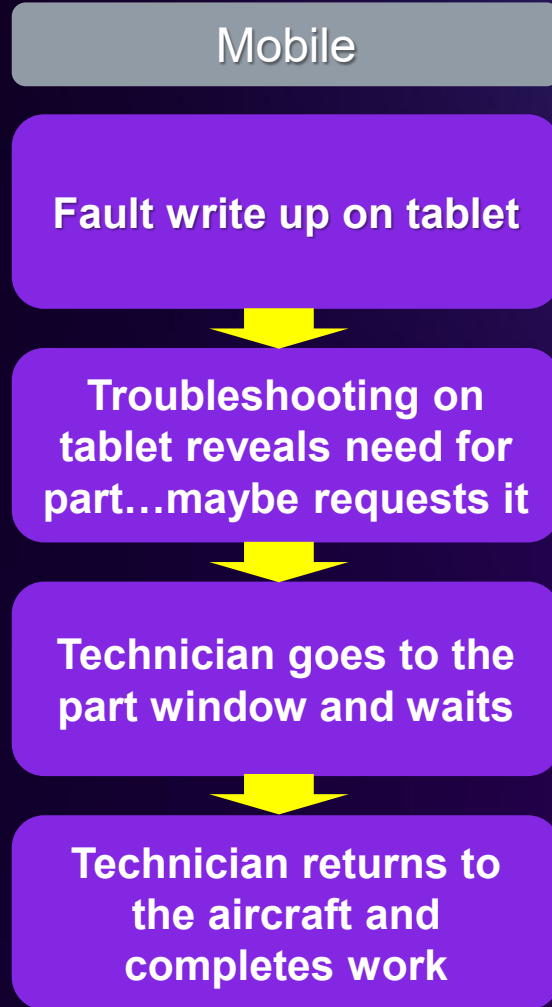 Mobile
Fault write up on tablet
Troubleshooting on
tablet reveals need for
part…maybe requests it
Technician goes to the
part window and waits
Technician returns to
the aircraft and
completes work